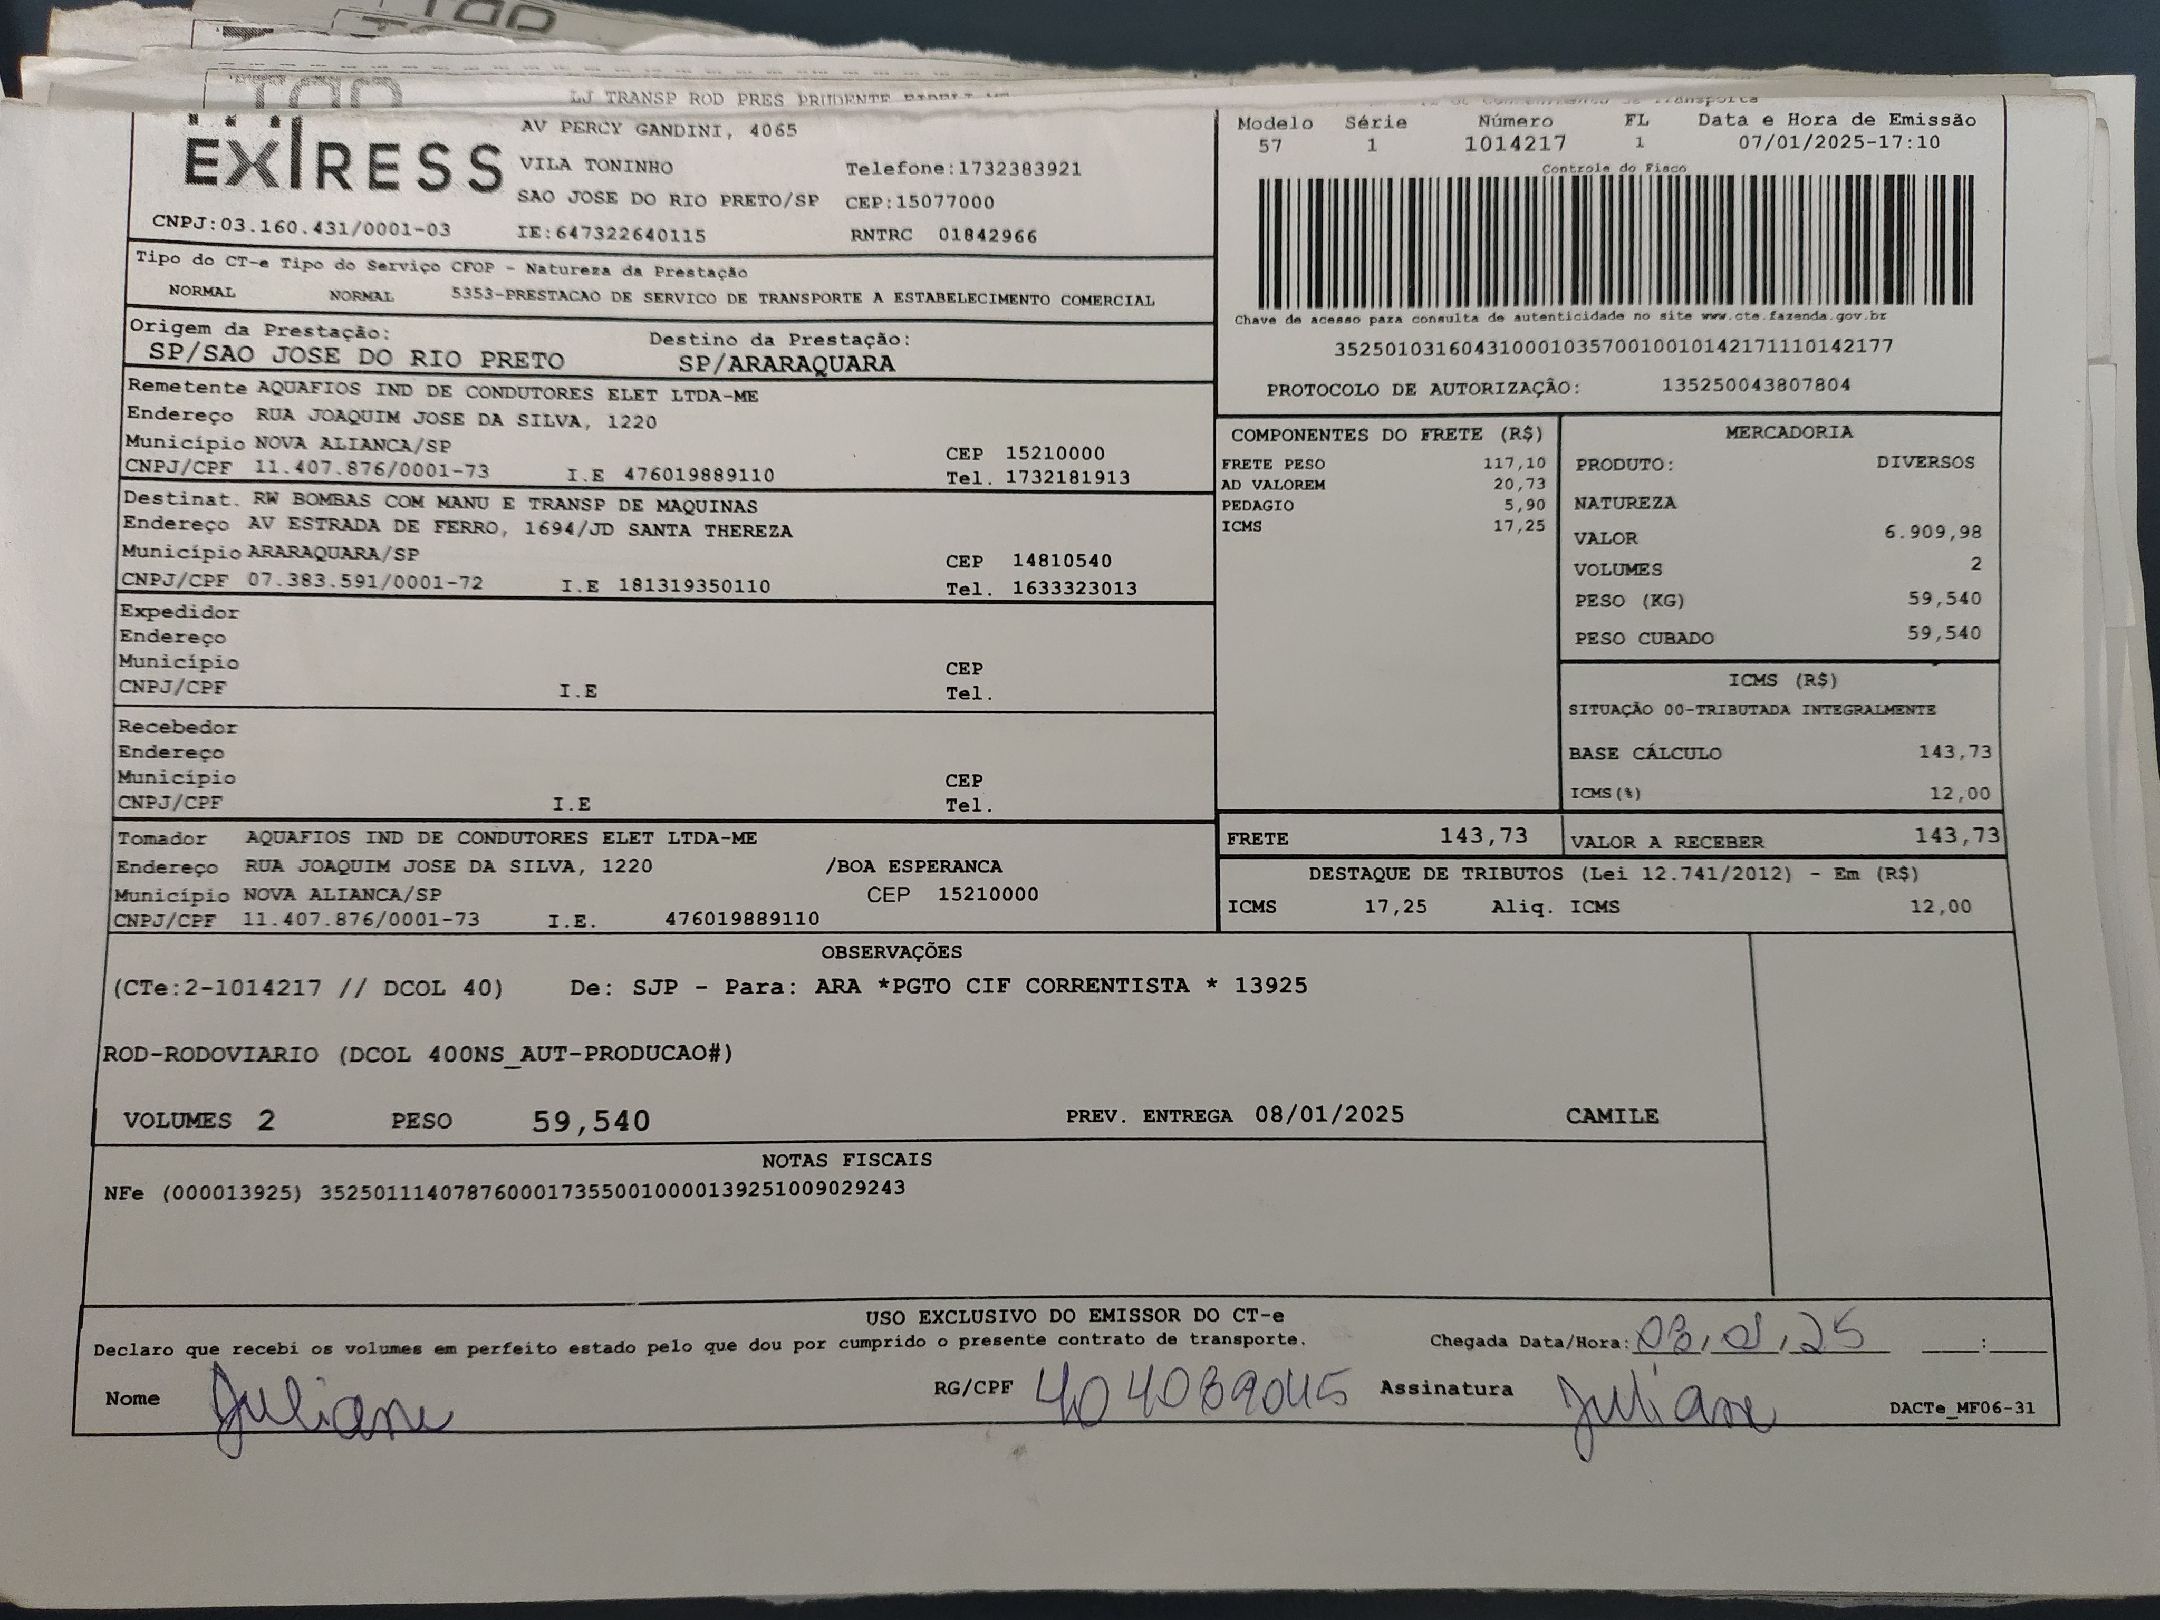 LJ TRANSP ROD PRES PRUDENTE
EXPRESS
AV PERCY GANDINI, 4065
VILA TONINHO Telefone:1732383921
SAO JOSE DO RIO PRETO/SP CEP:15077000
CNPJ:03.160.431/0001-03 IE:647322640115 RNTRC 01842966
Modelo Série Número FL Data e Hora de Emissão
57 1 1014217 1 07/01/2025-17:10
Controle do Fisco
Chave de acesso para consulta de autenticidade no site www.cte.fazenda.gov.br
35250103160431000103570010010142171110142177
PROTOCOLO DE AUTORIZAÇÃO: 135250043807804
Tipo do CT-e Tipo do Serviço CFOP - Natureza da Prestação
NORMAL NORMAL 5353-PRESTACAO DE SERVICO DE TRANSPORTE A ESTABELECIMENTO COMERCIAL
Origem da Prestação: Destino da Prestação:
SP/SAO JOSE DO RIO PRETO SP/ARARAQUARA
Remetente AQUAFIOS IND DE CONDUTORES ELET LTDA-ME
Endereço RUA JOAQUIM JOSE DA SILVA, 1220
Município NOVA ALIANCA/SP CEP 15210000
CNPJ/CPF 11.407.876/0001-73 I.E 476019889110 Tel. 1732181913
Destinat. RW BOMBAS COM MANU E TRANSP DE MAQUINAS
Endereço AV ESTRADA DE FERRO, 1694/JD SANTA THEREZA
Município ARARAQUARA/SP CEP 14810540
CNPJ/CPF 07.383.591/0001-72 I.E 181319350110 Tel. 1633323013
Expedidor
Endereço
Município CEP
CNPJ/CPF I.E Tel.
Recebedor
Endereço
Município CEP
CNPJ/CPF I.E Tel.
Tomador AQUAFIOS IND DE CONDUTORES ELET LTDA-ME
Endereço RUA JOAQUIM JOSE DA SILVA, 1220 /BOA ESPERANCA
Município NOVA ALIANCA/SP CEP 15210000
CNPJ/CPF 11.407.876/0001-73 I.E. 476019889110
COMPONENTES DO FRETE (R$)
FRETE PESO 117,10
AD VALOREM 20,73
PEDAGIO 5,90
ICMS 17,25
MERCADORIA
PRODUTO: DIVERSOS
NATUREZA
VALOR 6.909,98
VOLUMES 2
PESO (KG) 59,540
PESO CUBADO 59,540
ICMS (R$)
SITUAÇÃO 00-TRIBUTADA INTEGRALMENTE
BASE CÁLCULO 143,73
ICMS(%) 12,00
FRETE 143,73 VALOR A RECEBER 143,73
DESTAQUE DE TRIBUTOS (Lei 12.741/2012) - Em (R$)
ICMS 17,25 Aliq. ICMS 12,00
OBSERVAÇÕES
(CTe:2-1014217 // DCOL 40) De: SJP - Para: ARA *PGTO CIF CORRENTISTA * 13925
ROD-RODOVIARIO (DCOL 400NS_AUT-PRODUCAO#)
VOLUMES 2 PESO 59,540 PREV. ENTREGA 08/01/2025 CAMILE
NOTAS FISCAIS
NFe (000013925) 35250111407876000173550010000139251009029243
USO EXCLUSIVO DO EMISSOR DO CT-e
Declaro que recebi os volumes em perfeito estado pelo que dou por cumprido o presente contrato de transporte. Chegada Data/Hora:
Nome Juliane RG/CPF 404089045 Assinatura Juliane
DACTe_MF06-31